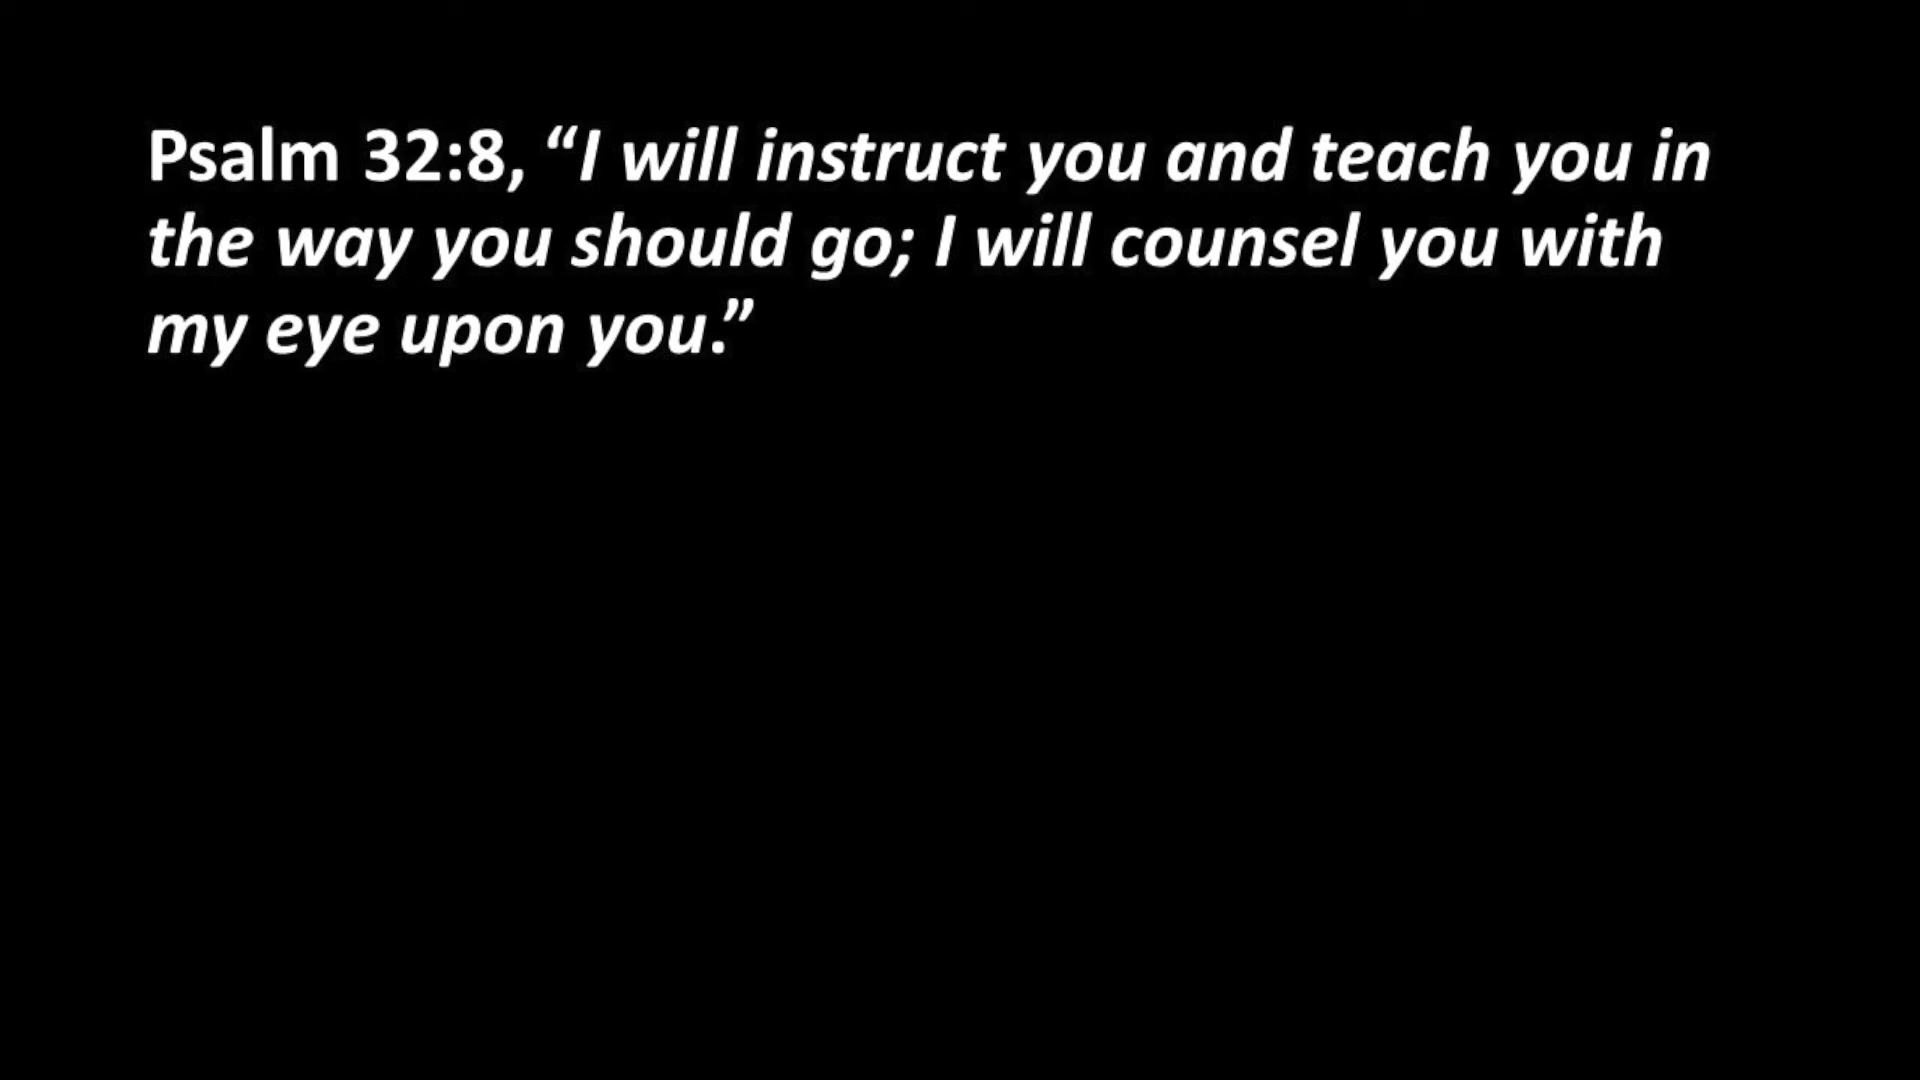 Psalm 32:8, “I will instruct you and teach you in
the way you should go; I will counsel you with
my eye upon you.”